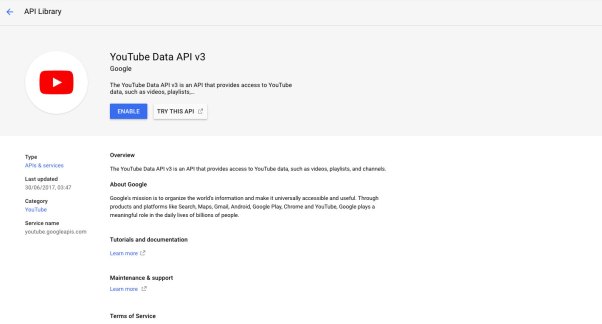 API Library
YouTube Data API v3
Google
The YouTube Data API v3 is an API that provides access to YouTube
data, such as videos, playlists,...
ENABLE
TRY THIS API
Type
APIs & services
Last updated
30/06/2017, 03:47
Category
YouTube
Service name
youtube.googleapis.com
Overview
The YouTube Data API v3 is an API that provides access to YouTube data, such as videos, playlists, and channels.
About Google
Google's mission is to organize the world's information and make it universally accessible and useful. Through
products and platforms like Search, Maps, Gmail, Android, Google Play, Chrome and YouTube, Google plays a
meaningful role in the daily lives of billions of people.
Tutorials and documentation
Learn more
Maintenance & support
Learn more
Terms of Service